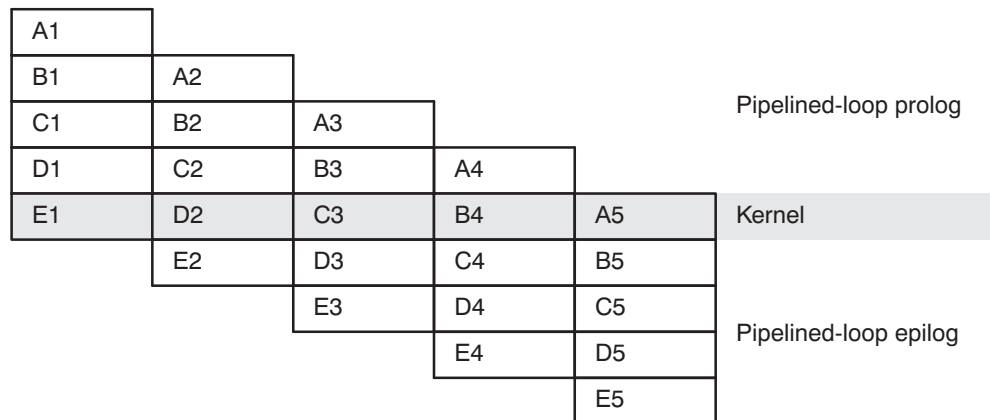 A1
B1 A2
C1 B2 A3
Pipelined-loop prolog
D1 C2 B3 A4
E1 D2 C3 B4 A5 Kernel
E2 D3 C4 B5
E3 D4 C5
Pipelined-loop epilog
E4 D5
E5